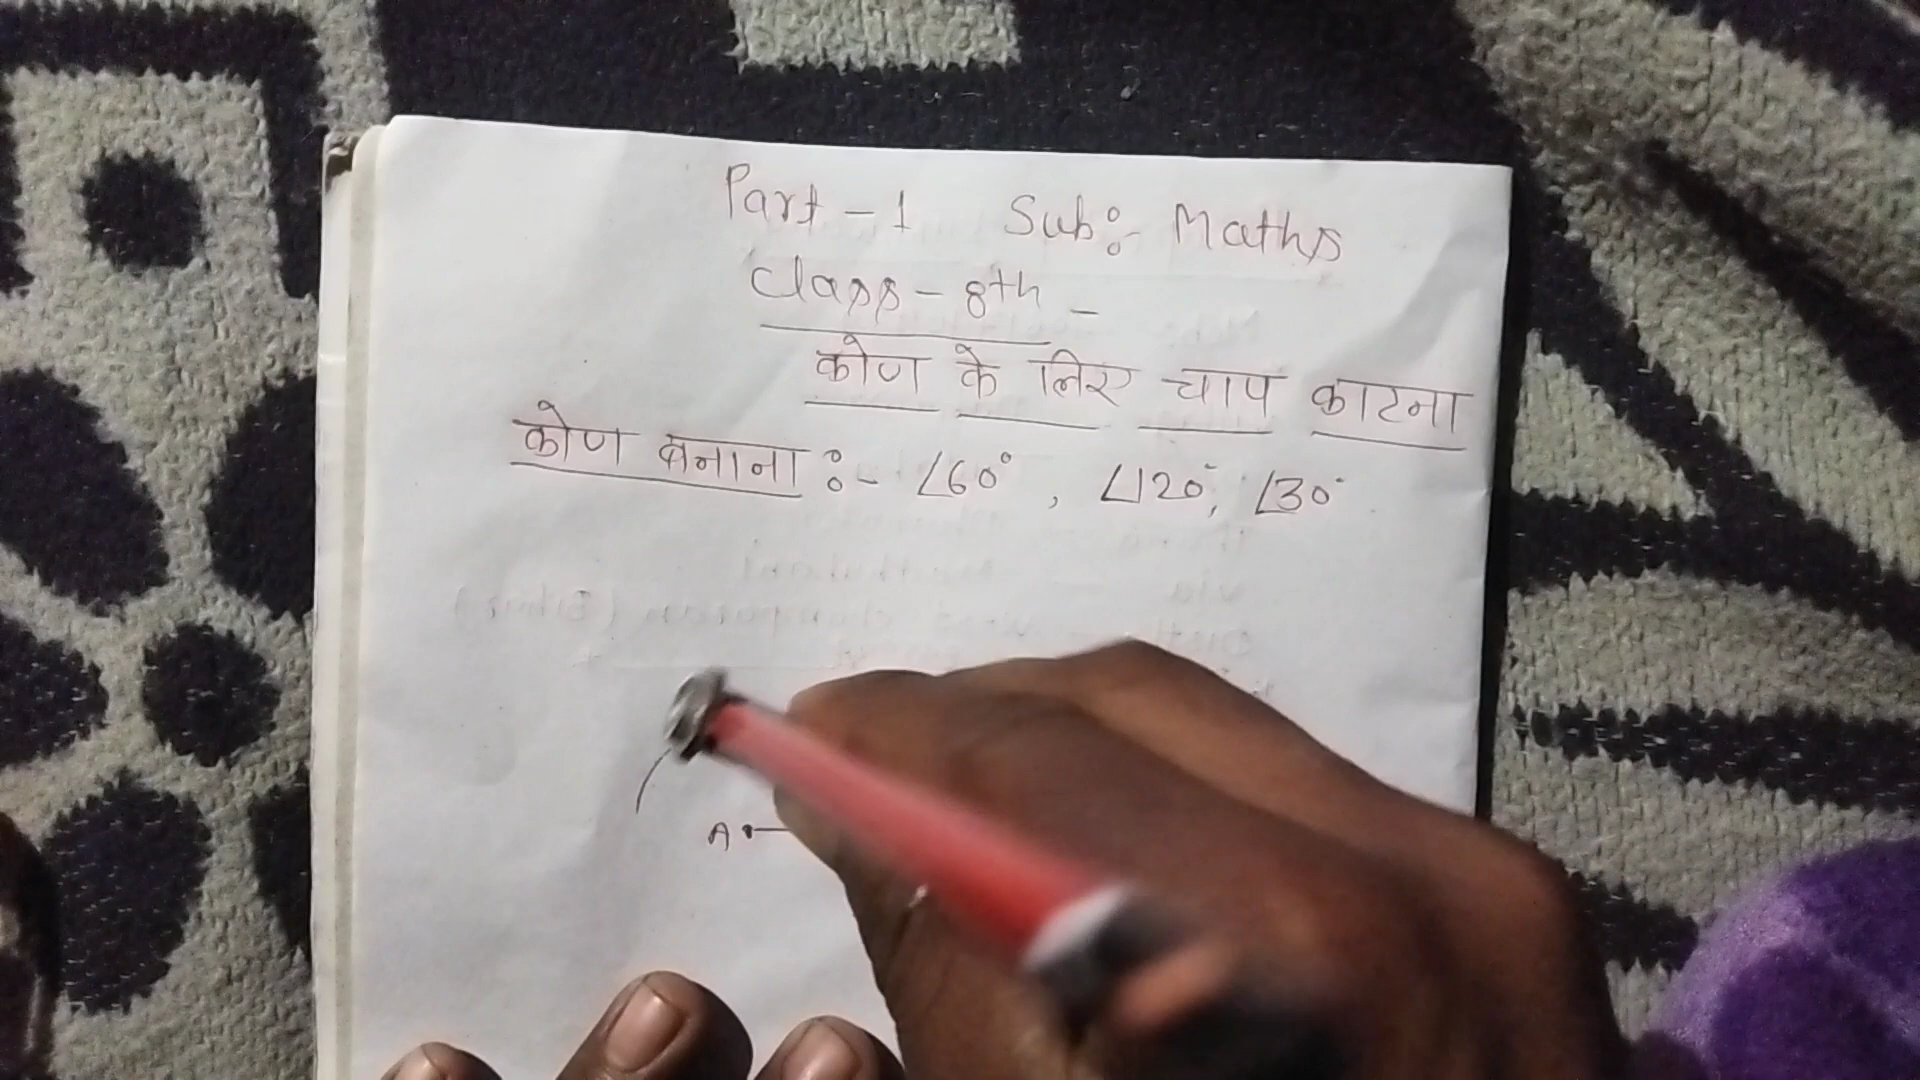 Part - 1 Sub:- Maths
Class - 8th -
कोण के लिए चाप काटना
कोण बनाना :- ∠60°, ∠120°, ∠30°
A